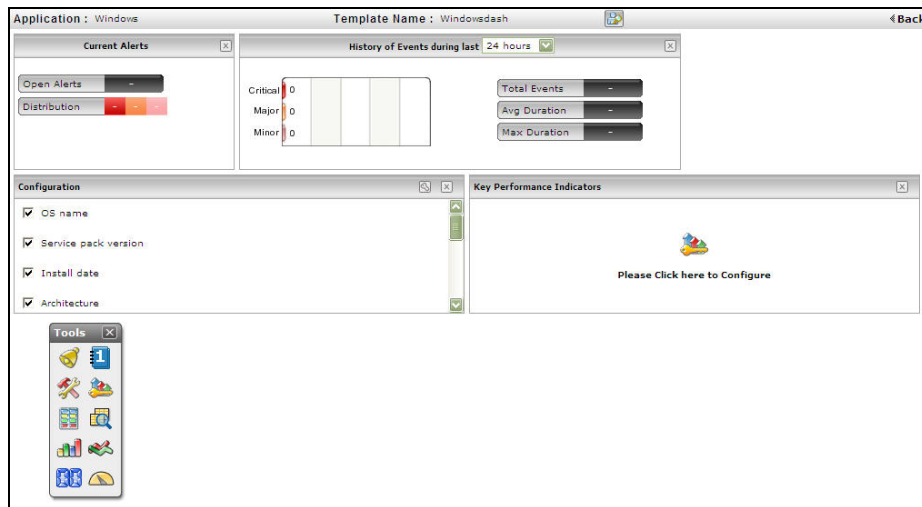 Application : Windows
Template Name : Windowsdash
Back
Current Alerts
Open Alerts -
Distribution - - -
History of Events during last 24 hours
Critical 0
Major 0
Minor 0
Total Events -
Avg Duration -
Max Duration -
Configuration
OS name
Service pack version
Install date
Architecture
Key Performance Indicators
Please Click here to Configure
Tools
1